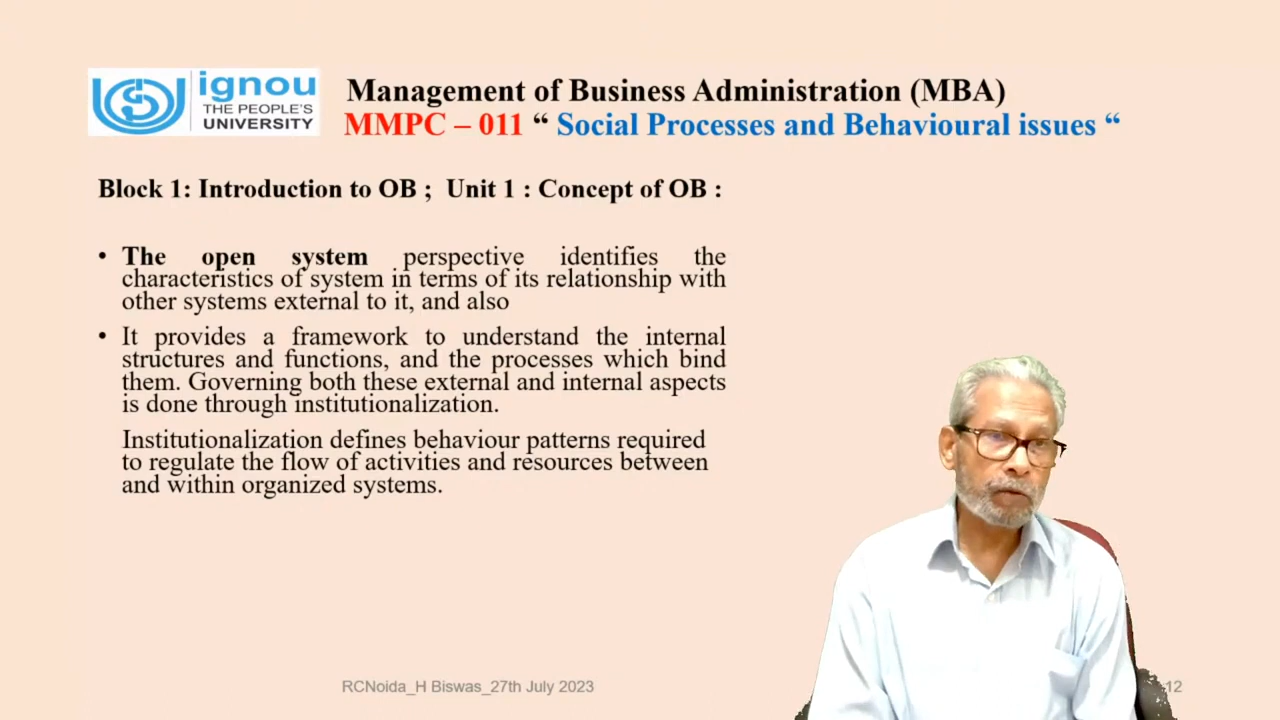 ignou
THE PEOPLE'S
UNIVERSITY
Management of Business Administration (MBA)
MMPC – 011 “ Social Processes and Behavioural issues “
Block 1: Introduction to OB ; Unit 1 : Concept of OB :
• The open system perspective identifies the
characteristics of system in terms of its relationship with
other systems external to it, and also
• It provides a framework to understand the internal
structures and functions, and the processes which bind
them. Governing both these external and internal aspects
is done through institutionalization.
Institutionalization defines behaviour patterns required
to regulate the flow of activities and resources between
and within organized systems.
RCNoida_H Biswas_27th July 2023
12